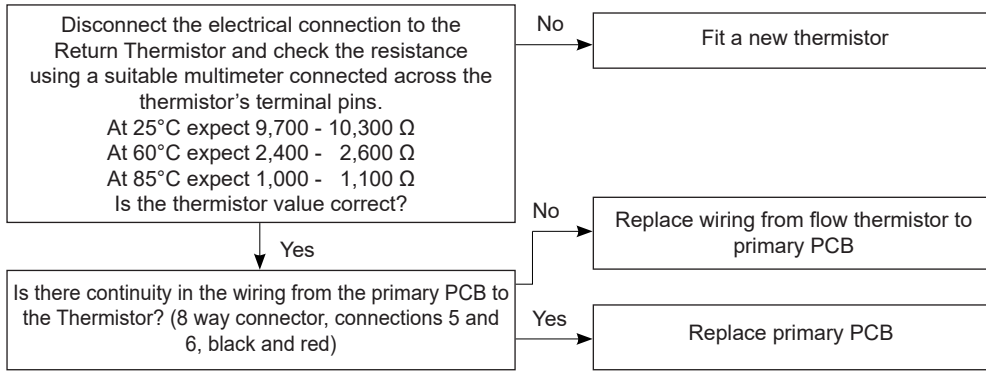 Disconnect the electrical connection to the
Return Thermistor and check the resistance
using a suitable multimeter connected across the
thermistor’s terminal pins.
At 25°C expect 9,700 - 10,300 Ω
At 60°C expect 2,400 - 2,600 Ω
At 85°C expect 1,000 - 1,100 Ω
Is the thermistor value correct?
No
Fit a new thermistor
Yes
Is there continuity in the wiring from the primary PCB to
the Thermistor? (8 way connector, connections 5 and
6, black and red)
No
Replace wiring from flow thermistor to
primary PCB
Yes
Replace primary PCB